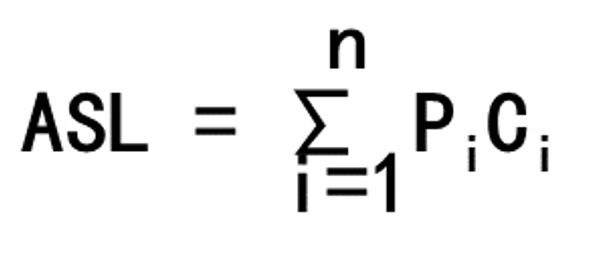 n
ASL = ∑ PᵢCᵢ
i=1